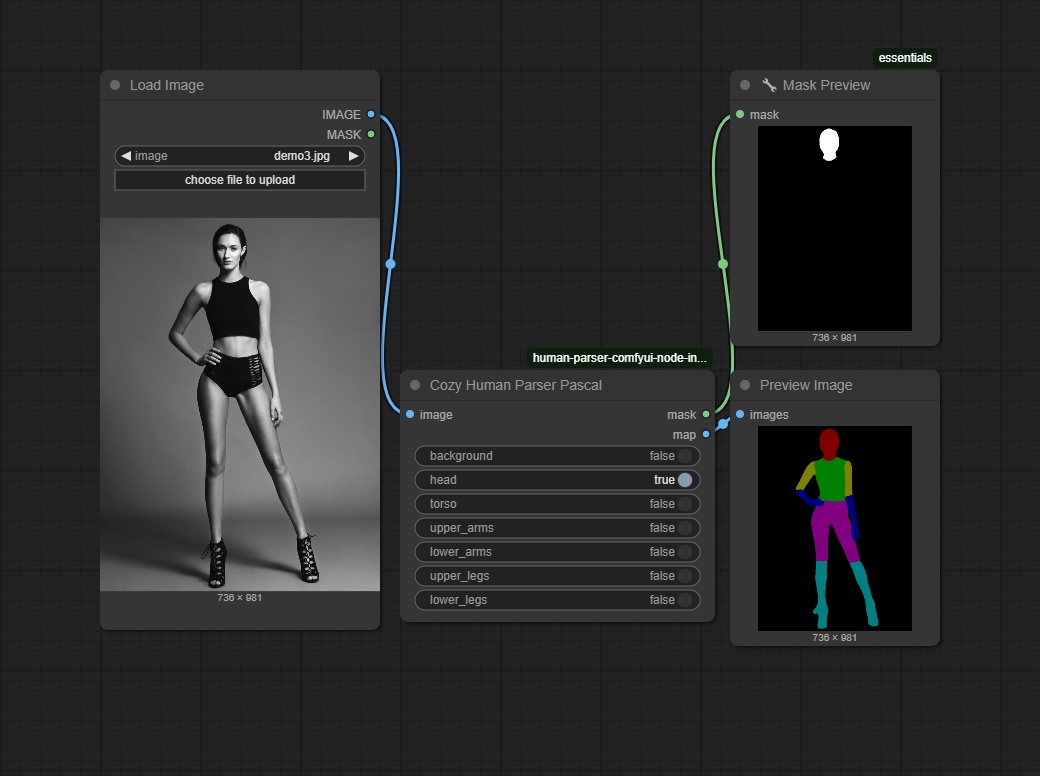 Load Image
IMAGE
MASK
image demo3.jpg
choose file to upload
736 × 981
human-parser-comfyui-node-in...
Cozy Human Parser Pascal
image mask
map
background false
head true
torso false
upper_arms false
lower_arms false
upper_legs false
lower_legs false
essentials
Mask Preview
mask
736 × 981
Preview Image
images
736 × 981